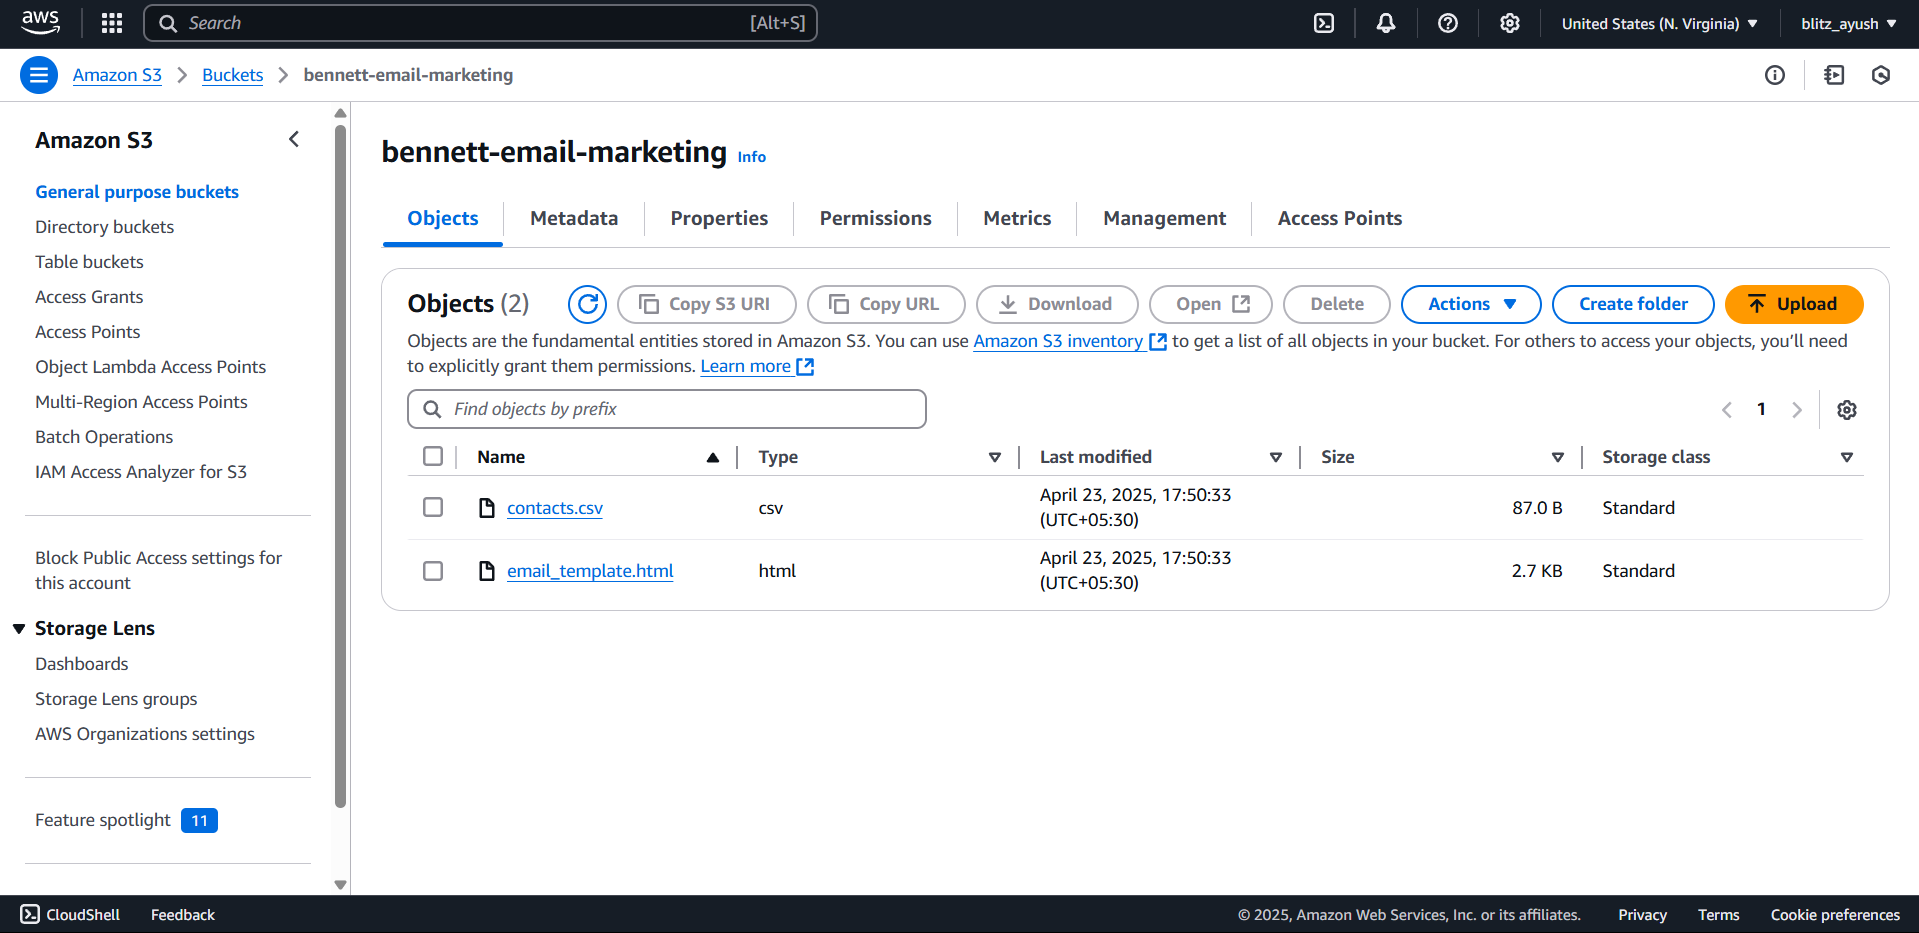 aws
Search [Alt+S]
United States (N. Virginia)
blitz_ayush
Amazon S3
Buckets
bennett-email-marketing
Amazon S3
General purpose buckets
Directory buckets
Table buckets
Access Grants
Access Points
Object Lambda Access Points
Multi-Region Access Points
Batch Operations
IAM Access Analyzer for S3
Block Public Access settings for
this account
Storage Lens
Dashboards
Storage Lens groups
AWS Organizations settings
Feature spotlight 11
bennett-email-marketing Info
Objects
Metadata
Properties
Permissions
Metrics
Management
Access Points
Objects (2)
Copy S3 URI
Copy URL
Download
Open
Delete
Actions
Create folder
Upload
Objects are the fundamental entities stored in Amazon S3. You can use Amazon S3 inventory to get a list of all objects in your bucket. For others to access your objects, you’ll need
to explicitly grant them permissions. Learn more
Find objects by prefix
1
Name Type Last modified Size Storage class
contacts.csv csv April 23, 2025, 17:50:33 87.0 B Standard
(UTC+05:30)
email_template.html html April 23, 2025, 17:50:33 2.7 KB Standard
(UTC+05:30)
CloudShell Feedback © 2025, Amazon Web Services, Inc. or its affiliates. Privacy Terms Cookie preferences